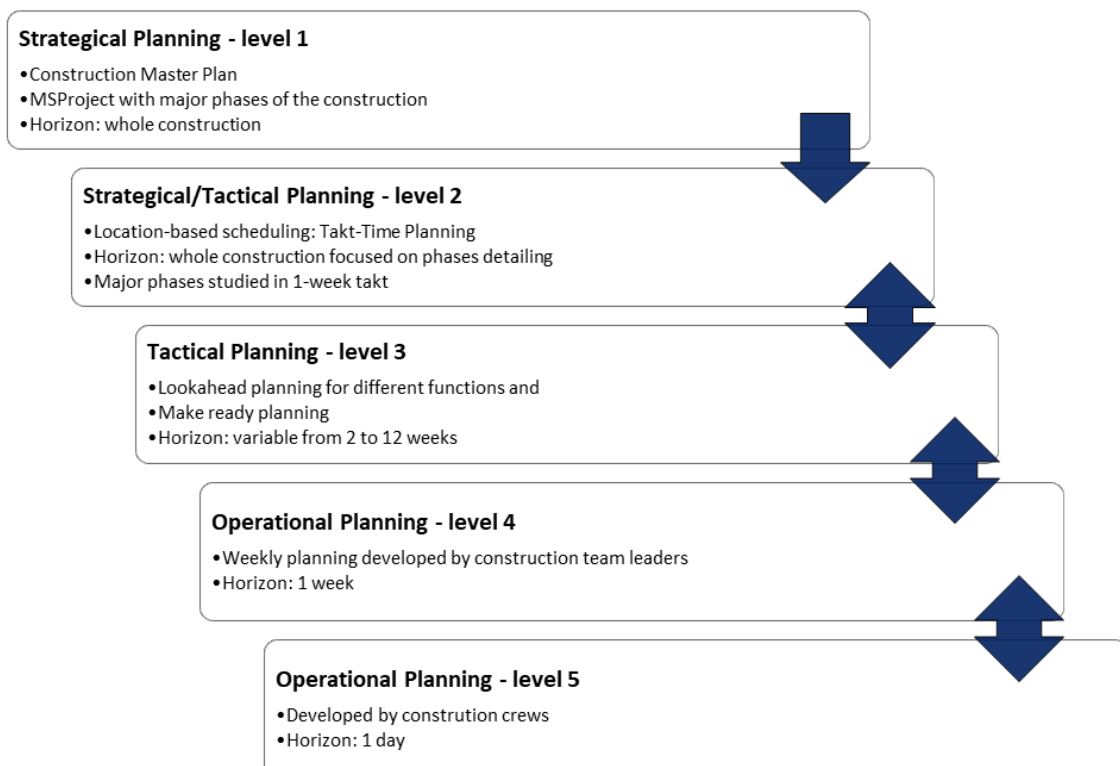 Strategical Planning - level 1
•Construction Master Plan
•MSProject with major phases of the construction
•Horizon: whole construction
Strategical/Tactical Planning - level 2
•Location-based scheduling: Takt-Time Planning
•Horizon: whole construction focused on phases detailing
•Major phases studied in 1-week takt
Tactical Planning - level 3
•Lookahead planning for different functions and
•Make ready planning
•Horizon: variable from 2 to 12 weeks
Operational Planning - level 4
•Weekly planning developed by construction team leaders
•Horizon: 1 week
Operational Planning - level 5
•Developed by constrution crews
•Horizon: 1 day